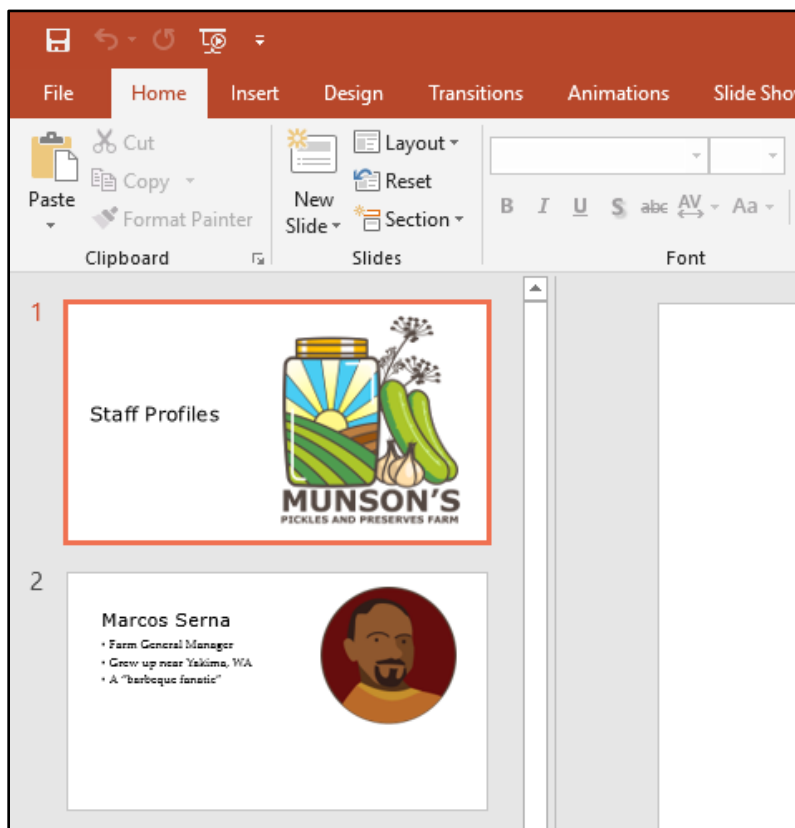 File Home Insert Design Transitions Animations Slide Sho
Paste
Cut
Copy
Format Painter
Clipboard
New
Slide
Layout
Reset
Section
Slides
B I U S abc AV Aa
Font
1
Staff Profiles
MUNSON'S
PICKLES AND PRESERVES FARM
2
Marcos Serna
• Farm General Manager
• Grew up near Yakima, WA
• A "barbeque fanatic"